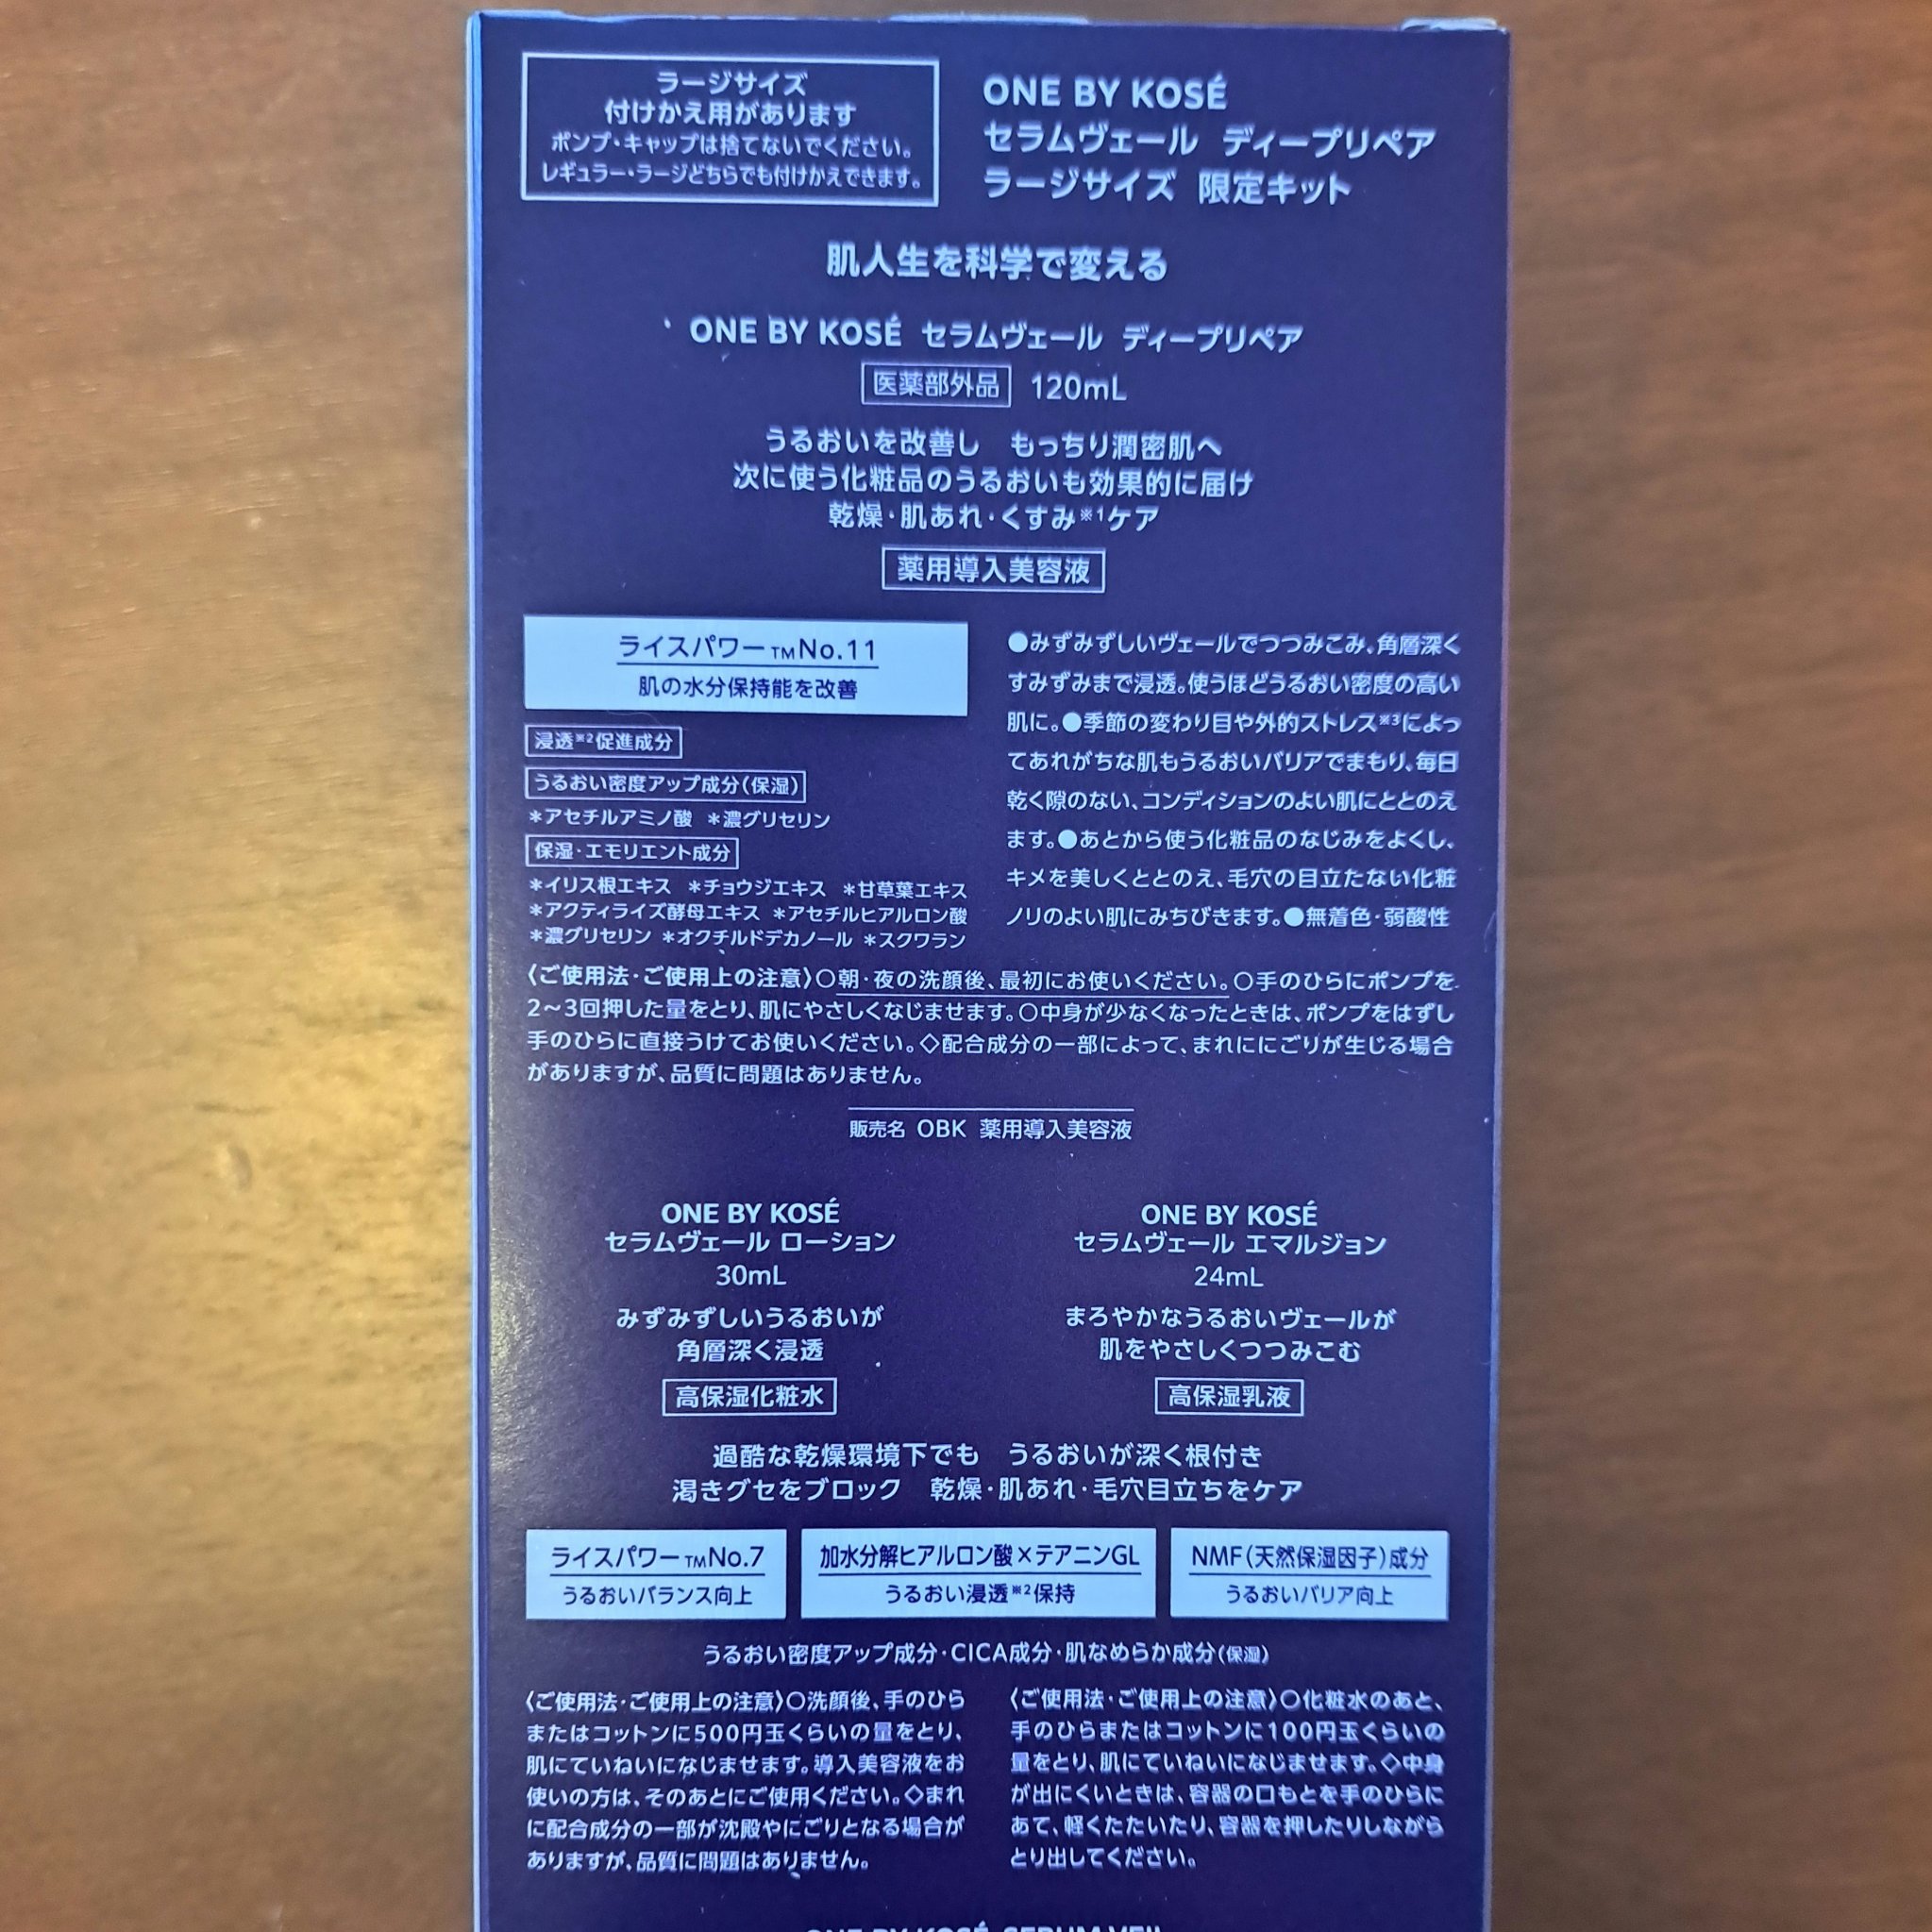 ラージサイズ
付けかえ用があります
ポンプ・キャップは捨てないでください。
レギュラー・ラージどちらでも付けかえできます。
ONE BY KOSÉ
セラムヴェール ディープリペア
ラージサイズ 限定キット
肌人生を科学で変える
ONE BY KOSÉ セラムヴェール ディープリペア
医薬部外品 120mL
うるおいを改善し もっちり潤密肌へ
次に使う化粧品のうるおいも効果的に届け
乾燥・肌あれ・くすみ※1ケア
薬用導入美容液
ライスパワー™No.11
肌の水分保持能を改善
浸透※2促進成分
うるおい密度アップ成分(保湿)
*アセチルアミノ酸 *濃グリセリン
保湿・エモリエント成分
*イリス根エキス *チョウジエキス *甘草葉エキス
*アクティライズ酵母エキス *アセチルヒアルロン酸
*濃グリセリン *オクチルドデカノール *スクワラン
●みずみずしいヴェールでつつみこみ、角層深く
すみずみまで浸透。使うほどうるおい密度の高い
肌に。●季節の変わり目や外的ストレス※3によっ
てあれがちな肌もうるおいバリアでまもり、毎日
乾く隙のない、コンディションのよい肌にととのえ
ます。●あとから使う化粧品のなじみをよくし、
キメを美しくととのえ、毛穴の目立たない化粧
ノリのよい肌にみちびきます。●無着色・弱酸性
〈ご使用法・ご使用上の注意〉○朝・夜の洗顔後、最初にお使いください。○手のひらにポンプを
2～3回押した量をとり、肌にやさしくなじませます。○中身が少なくなったときは、ポンプをはずし
手のひらに直接うけてお使いください。◇配合成分の一部によって、まれににごりが生じる場合
がありますが、品質に問題はありません。
販売名 OBK 薬用導入美容液
ONE BY KOSÉ
セラムヴェール ローション
30mL
みずみずしいうるおいが
角層深く浸透
高保湿化粧水
ONE BY KOSÉ
セラムヴェール エマルジョン
24mL
まろやかなうるおいヴェールが
肌をやさしくつつみこむ
高保湿乳液
過酷な乾燥環境下でも うるおいが深く根付き
渇きグセをブロック 乾燥・肌あれ・毛穴目立ちをケア
ライスパワー™No.7
うるおいバランス向上
加水分解ヒアルロン酸×テアニンGL
うるおい浸透※2保持
NMF(天然保湿因子)成分
うるおいバリア向上
うるおい密度アップ成分・CICA成分・肌なめらか成分(保湿)
〈ご使用法・ご使用上の注意〉○洗顔後、手のひら
またはコットンに500円玉くらいの量をとり、
肌にていねいになじませます。導入美容液をお
使いの方は、そのあとにご使用ください。◇まれ
に配合成分の一部が沈殿やにごりとなる場合が
ありますが、品質に問題はありません。
〈ご使用法・ご使用上の注意〉○化粧水のあと、
手のひらまたはコットンに100円玉くらいの
量をとり、肌にていねいになじませます。◇中身
が出にくいときは、容器の口もとを手のひらに
あて、軽くたたいたり、容器を押したりしながら
とり出してください。
ONE BY KOSÉ SERUM VEIL